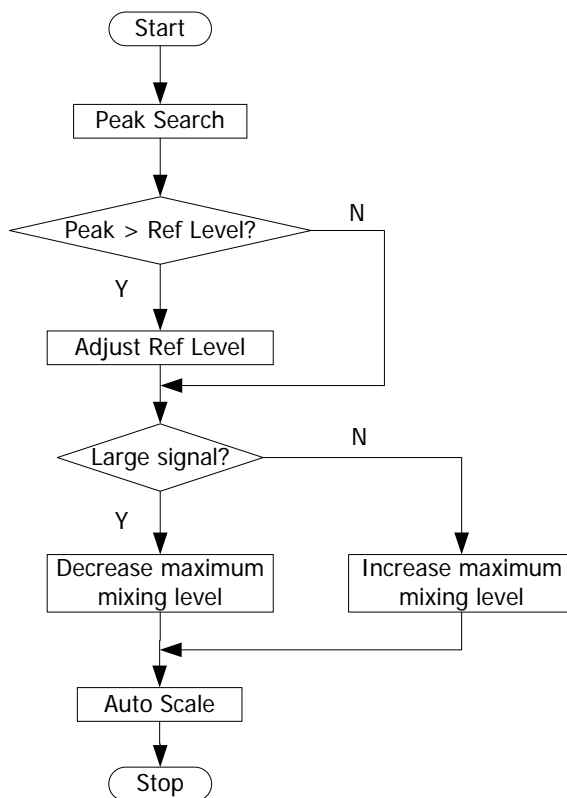 Start
Peak Search
Peak > Ref Level?
N
Y
Adjust Ref Level
Large signal?
N
Y
Decrease maximum
mixing level
Increase maximum
mixing level
Auto Scale
Stop